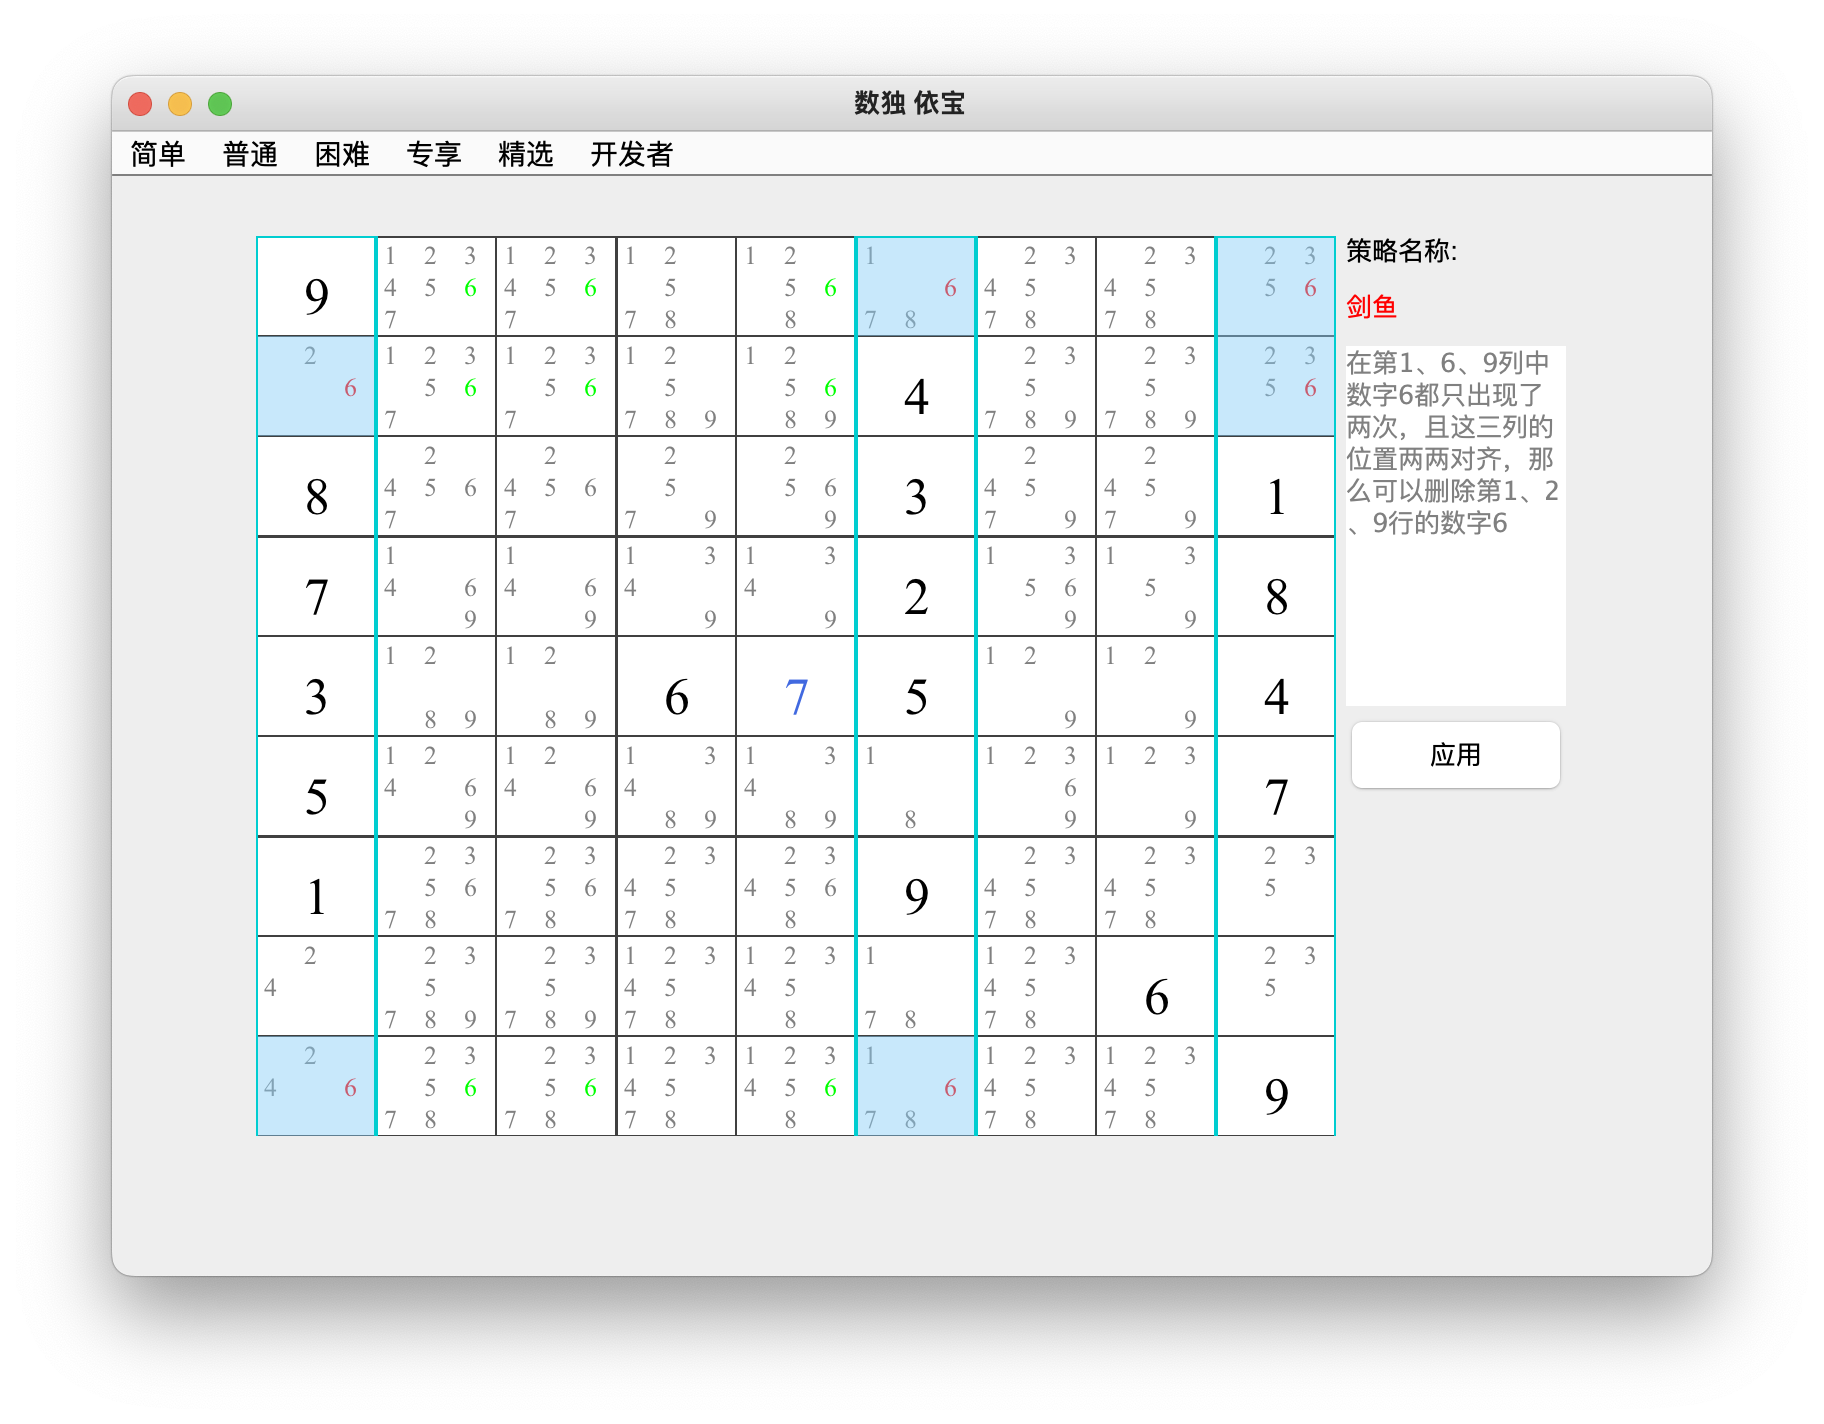 数独 依宝
简单 普通 困难 专享 精选 开发者
1 2 3 1 2 3 1 2 1 2 1 2 3 2 3 2 3
9 4 5 6 4 5 6 5 5 6 6 4 5 4 5 5 6
7 7 7 8 8 7 8 7 8 7 8
2 1 2 3 1 2 3 1 2 1 2 2 3 2 3 2 3
6 5 6 5 6 5 5 6 4 5 5 5 6
7 7 7 8 9 8 9 7 8 9 7 8 9
2 2 2 2 2 2
8 4 5 6 4 5 6 5 5 6 3 4 5 4 5 1
7 7 7 9 9 7 9 7 9
1 1 1 3 1 3 1 3 1 3
7 4 6 4 6 4 4 2 5 6 5 8
9 9 9 9 9 9
1 2 1 2 1 2 1 2
3 6 7 5 4
8 9 8 9 9 9
1 2 1 2 1 3 1 3 1 1 2 3 1 2 3
5 4 6 4 6 4 4 6 7
9 9 8 9 8 9 8 9 9
2 3 2 3 2 3 2 3 2 3 2 3 2 3
1 5 6 5 6 4 5 4 5 6 9 4 5 4 5 5
7 8 7 8 7 8 8 7 8 7 8
2 2 3 2 3 1 2 3 1 2 3 1 1 2 3 2 3
4 5 5 4 5 4 5 4 5 6 5
7 8 9 7 8 9 7 8 8 7 8 7 8
2 2 3 2 3 1 2 3 1 2 3 1 1 2 3 1 2 3
4 6 5 6 5 6 4 5 4 5 6 6 4 5 4 5 9
7 8 7 8 7 8 8 7 8 7 8 7 8
策略名称:
剑鱼
在第1、6、9列中
数字6都只出现了
两次，且这三列的
位置两两对齐，那
么可以删除第1、2
、9行的数字6
应用